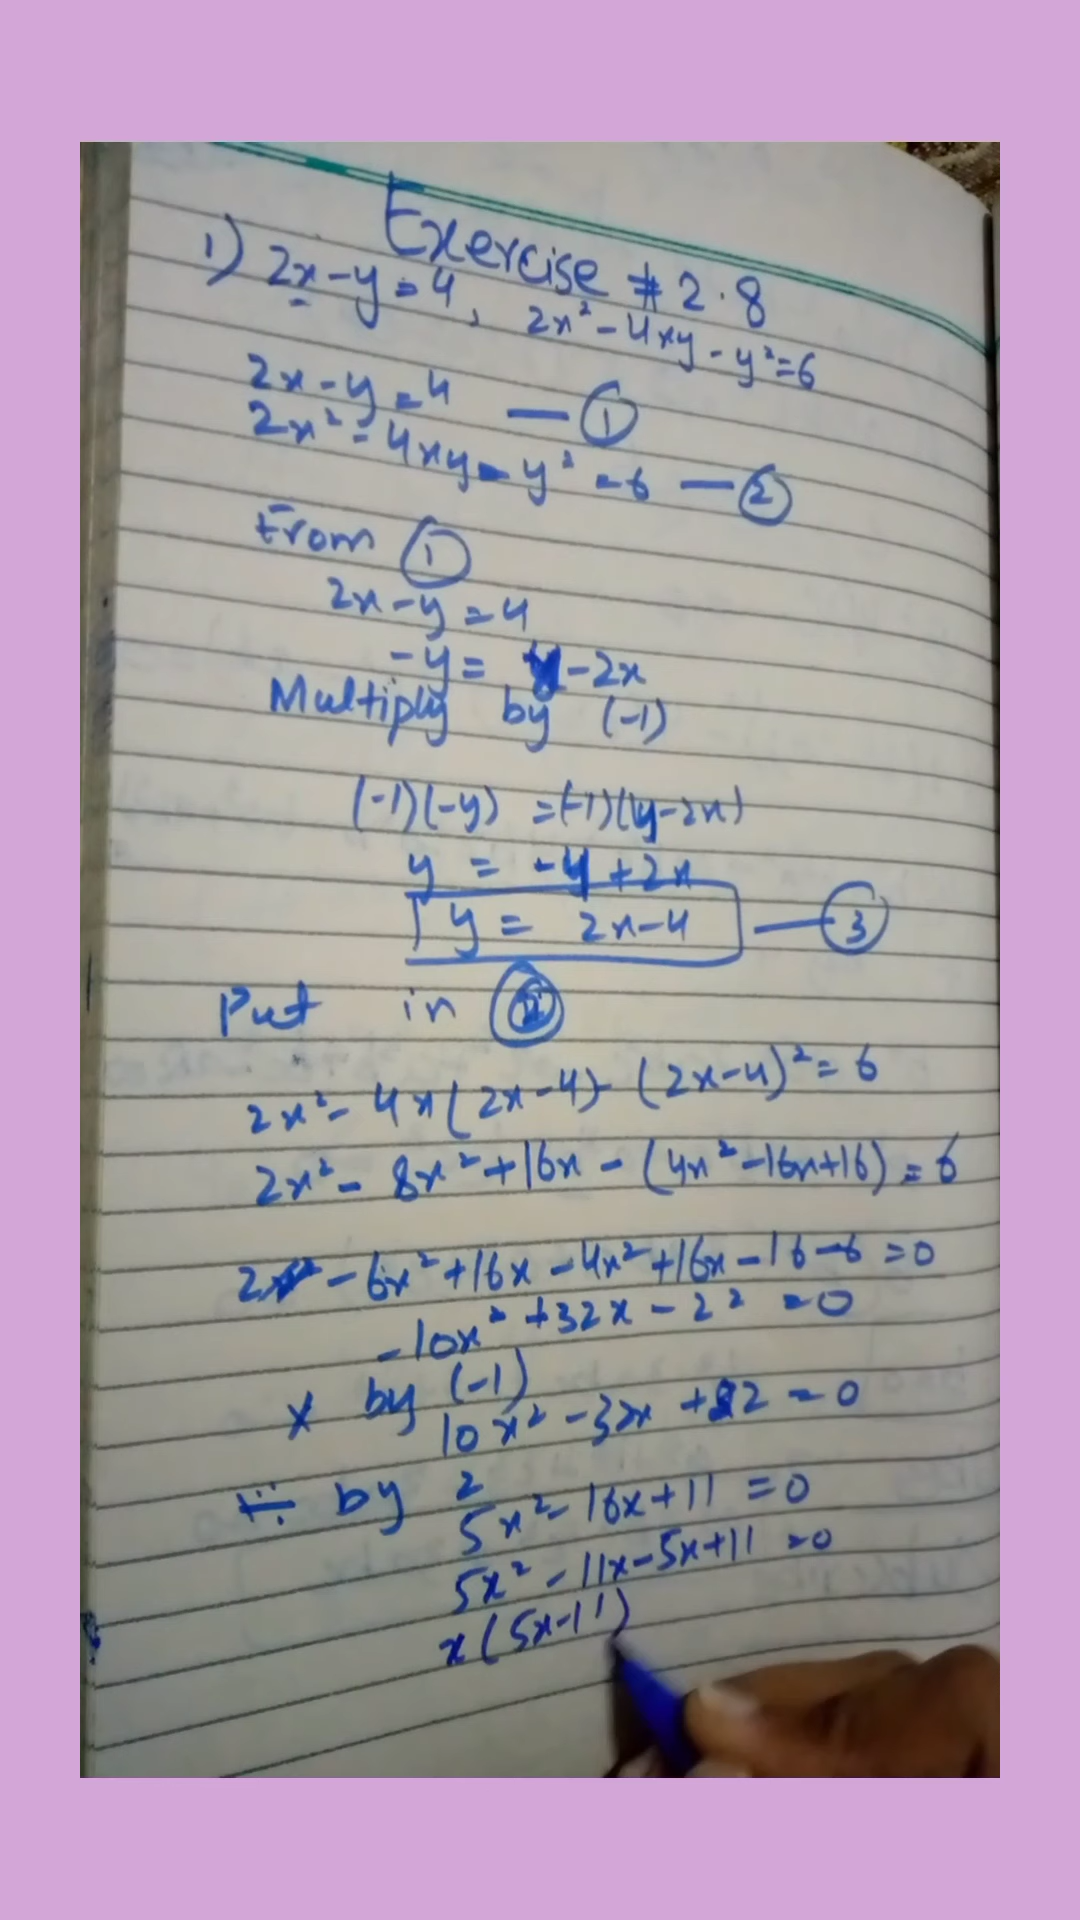 Exercise # 2.8
1) 2x-y=4, 2x²-4xy-y²=6
2x-y=4 — ①
2x²-4xy-y²=6 — ②
From ①
2x-y=4
-y= 4-2x
Multiply by (-1)
(-1)(-y) =(-1)(4-2x)
y = -4+2x
y = 2x-4 — ③
Put in ②
2x²-4x(2x-4)-(2x-4)²=6
2x²-8x²+16x-(4x²-16x+16)=6
-6x²+16x-4x²+16x-16-6=0
-10x²+32x-22=0
x by (-1)
10x²-32x+22=0
÷ by 2
5x²-16x+11=0
5x²-11x-5x+11=0
x(5x-11)